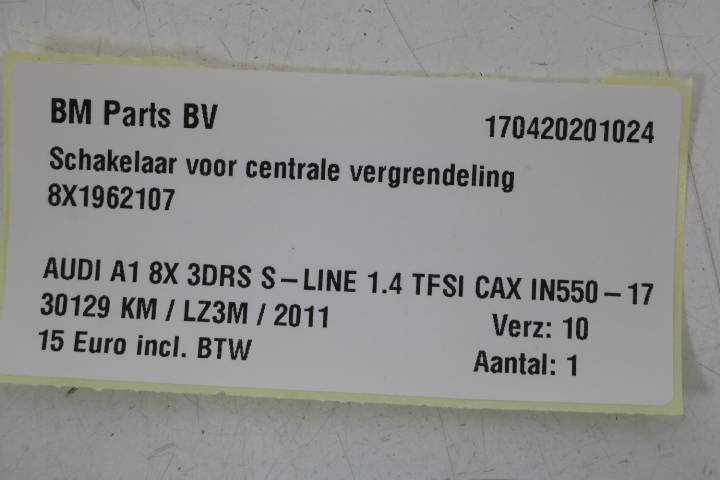 BM Parts BV 170420201024
Schakelaar voor centrale vergrendeling
8X1962107
AUDI A1 8X 3DRS S-LINE 1.4 TFSI CAX IN550-17
30129 KM / LZ3M / 2011 Verz: 10
15 Euro incl. BTW Aantal: 1